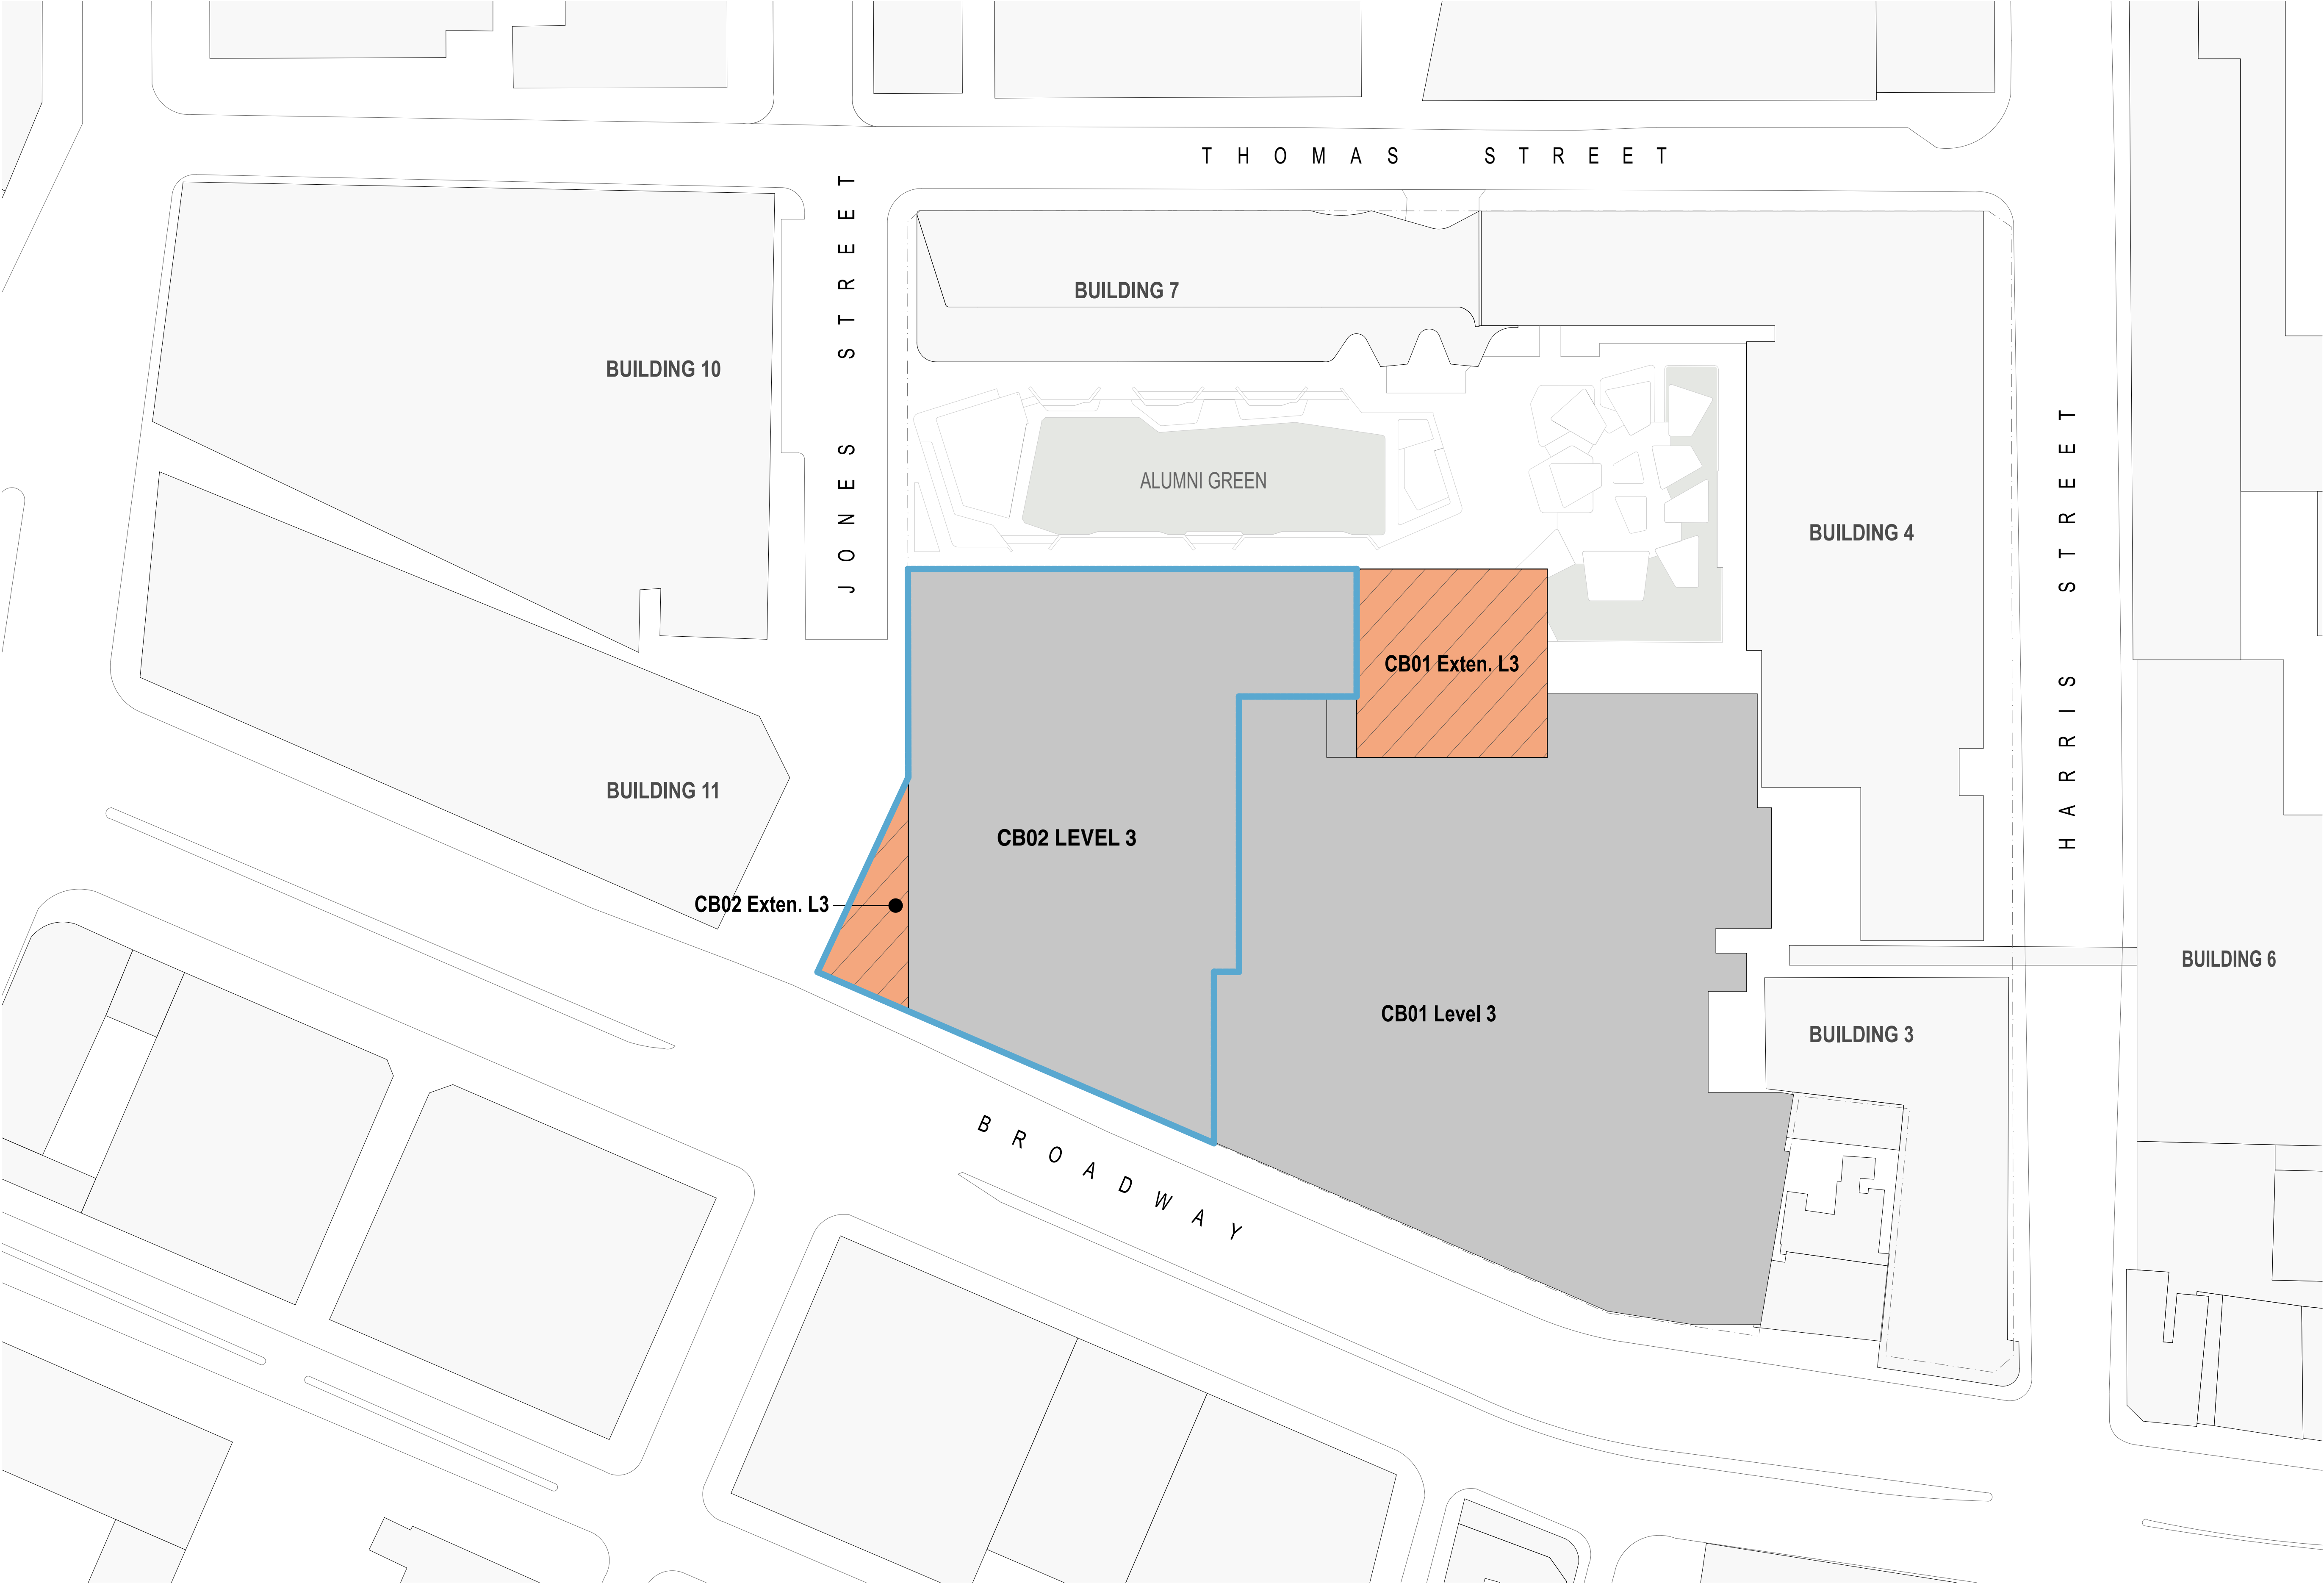 THOMAS STREET
JONES STREET
BUILDING 7
BUILDING 10
HARRIS STREET
ALUMNI GREEN
BUILDING 4
CB01 Exten. L3
BUILDING 11
CB02 LEVEL 3
CB02 Exten. L3
BUILDING 6
CB01 Level 3
BUILDING 3
BROADWAY